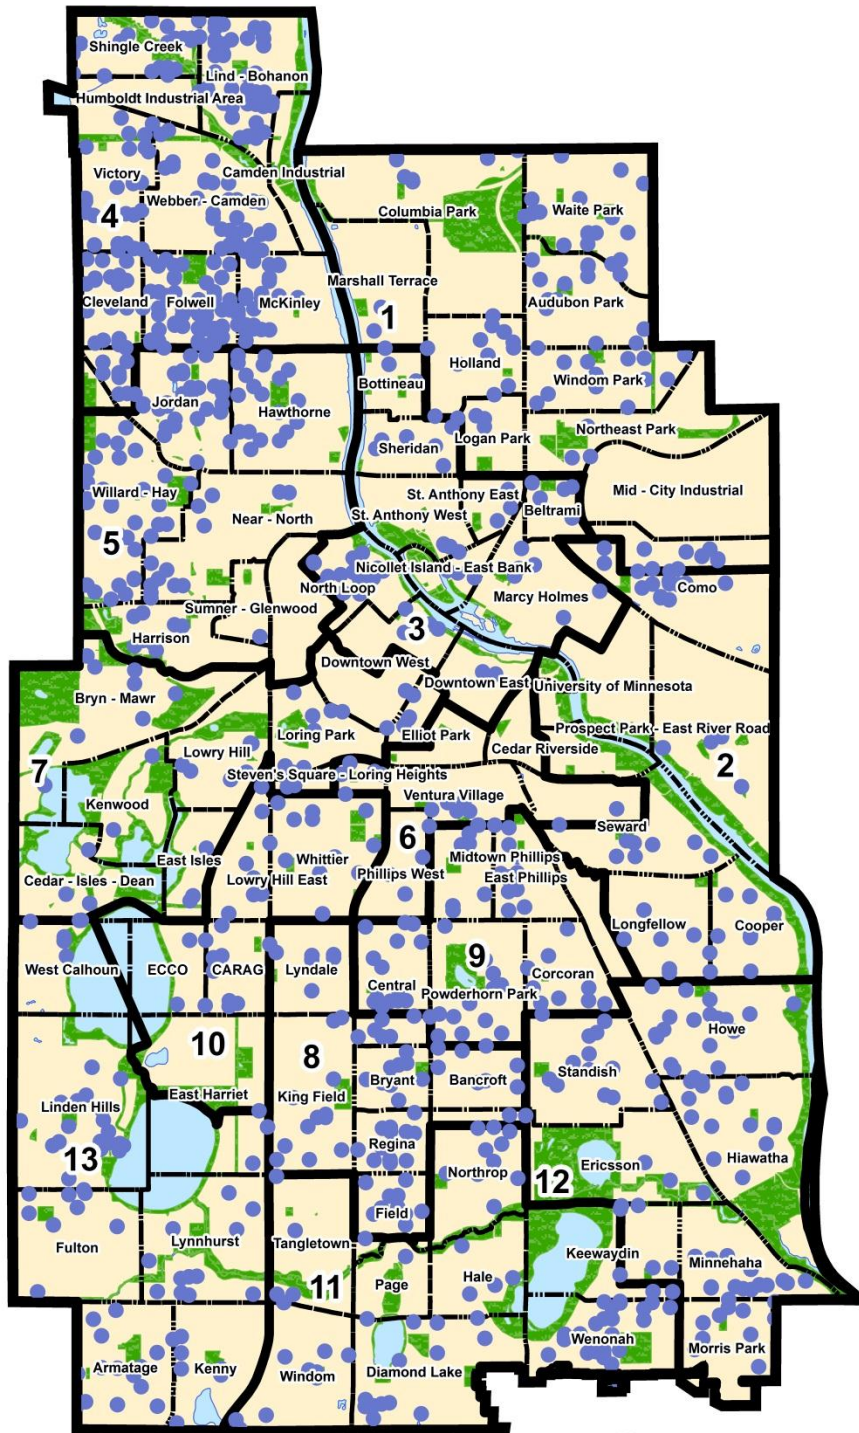 Shingle Creek
Lind - Bohanon
Humboldt Industrial Area
Victory
Camden Industrial
Webber - Camden
4
Columbia Park
Waite Park
Marshall Terrace
Cleveland
Folwell
McKinley
Audubon Park
1
Holland
Bottineau
Windom Park
Jordan
Hawthorne
Northeast Park
Logan Park
Sheridan
Willard - Hay
Mid - City Industrial
St. Anthony East
Beltrami
St. Anthony West
Near - North
5
Nicollet Island - East Bank
North Loop
Como
Marcy Holmes
Sumner - Glenwood
3
Harrison
Downtown West
Downtown East
University of Minnesota
Bryn - Mawr
Prospect Park - East River Road
Loring Park
Elliot Park
Cedar Riverside
Lowry Hill
7
2
Steven's Square - Loring Heights
Ventura Village
Kenwood
Seward
6
East Isles
Whittier
Midtown Phillips
Phillips West
East Phillips
Cedar - Isles - Dean
Lowry Hill East
Longfellow
Cooper
9
West Calhoun
ECCO
CARAG
Lyndale
Corcoran
Central
Powderhorn Park
Howe
10
8
Standish
Bryant
Bancroft
East Harriet
King Field
Linden Hills
Regina
13
Hiawatha
Ericsson
Northrop
12
Field
Fulton
Lynnhurst
Tangletown
Keewaydin
Minnehaha
Hale
11
Page
Wenonah
Morris Park
Armatage
Kenny
Windom
Diamond Lake